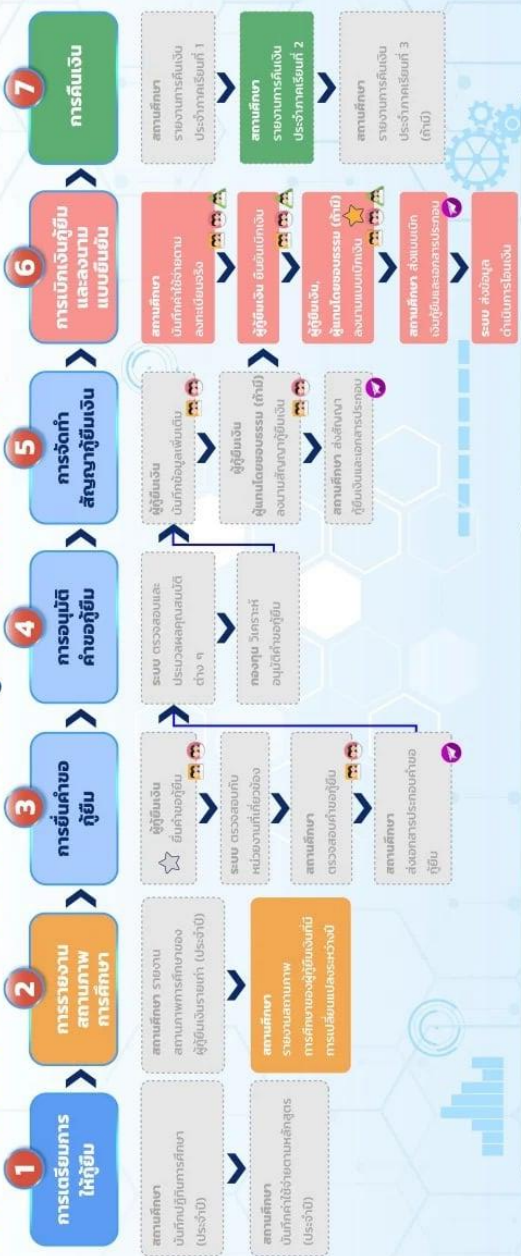 1
การเตรียมการ
ให้กู้ยืม
สถานศึกษา
บันทึกปฏิทินการศึกษา
(ประจำปี)
สถานศึกษา
บันทึกค่าใช้จ่ายตามหลักสูตร
(ประจำปี)
2
การรายงาน
สถานภาพ
การศึกษา
สถานศึกษา รายงาน
สถานภาพการศึกษาของ
ผู้กู้ยืมเงินรายเก่า (ประจำปี)
สถานศึกษา
รายงานสถานภาพ
การศึกษาของผู้กู้ยืมเงินที่มี
การเปลี่ยนแปลงระหว่างปี
3
การยื่นคำขอ
กู้ยืม
ผู้กู้ยืมเงิน
ยื่นคำขอกู้ยืม
ระบบ ตรวจสอบกับ
หน่วยงานที่เกี่ยวข้อง
สถานศึกษา
ตรวจสอบคำขอกู้ยืม
สถานศึกษา
ส่งเอกสารประกอบคำขอ
กู้ยืม
4
การอนุมัติ
คำขอกู้ยืม
ระบบ ตรวจสอบและ
ประมวลผลคุณสมบัติ
ต่าง ๆ
กองทุน วิเคราะห์
อนุมัติคำขอกู้ยืม
5
การจัดทำ
สัญญากู้ยืมเงิน
ผู้กู้ยืมเงิน
บันทึกข้อมูลเพิ่มเติม
ผู้กู้ยืมเงิน
ผู้แทนโดยชอบธรรม (ถ้ามี)
ลงนามสัญญากู้ยืมเงิน
สถานศึกษา ส่งสัญญา
กู้ยืมเงินและเอกสารประกอบ
6
การเบิกเงินกู้ยืม
และลงนาม
แบบยืนยัน
สถานศึกษา
บันทึกค่าใช้จ่ายตาม
ลงทะเบียนจริง
ผู้กู้ยืมเงิน ยืนยันเบิกเงิน
ผู้กู้ยืมเงิน,
ผู้แทนโดยชอบธรรม (ถ้ามี)
ลงนามแบบเบิกเงิน
สถานศึกษา ส่งแบบเบิก
เงินกู้ยืมและเอกสารประกอบ
ระบบ ส่งข้อมูล
ดำเนินการโอนเงิน
7
การคืนเงิน
สถานศึกษา
รายงานการคืนเงิน
ประจำภาคเรียนที่ 1
สถานศึกษา
รายงานการคืนเงิน
ประจำภาคเรียนที่ 2
สถานศึกษา
รายงานการคืนเงิน
ประจำภาคเรียนที่ 3
(ถ้ามี)